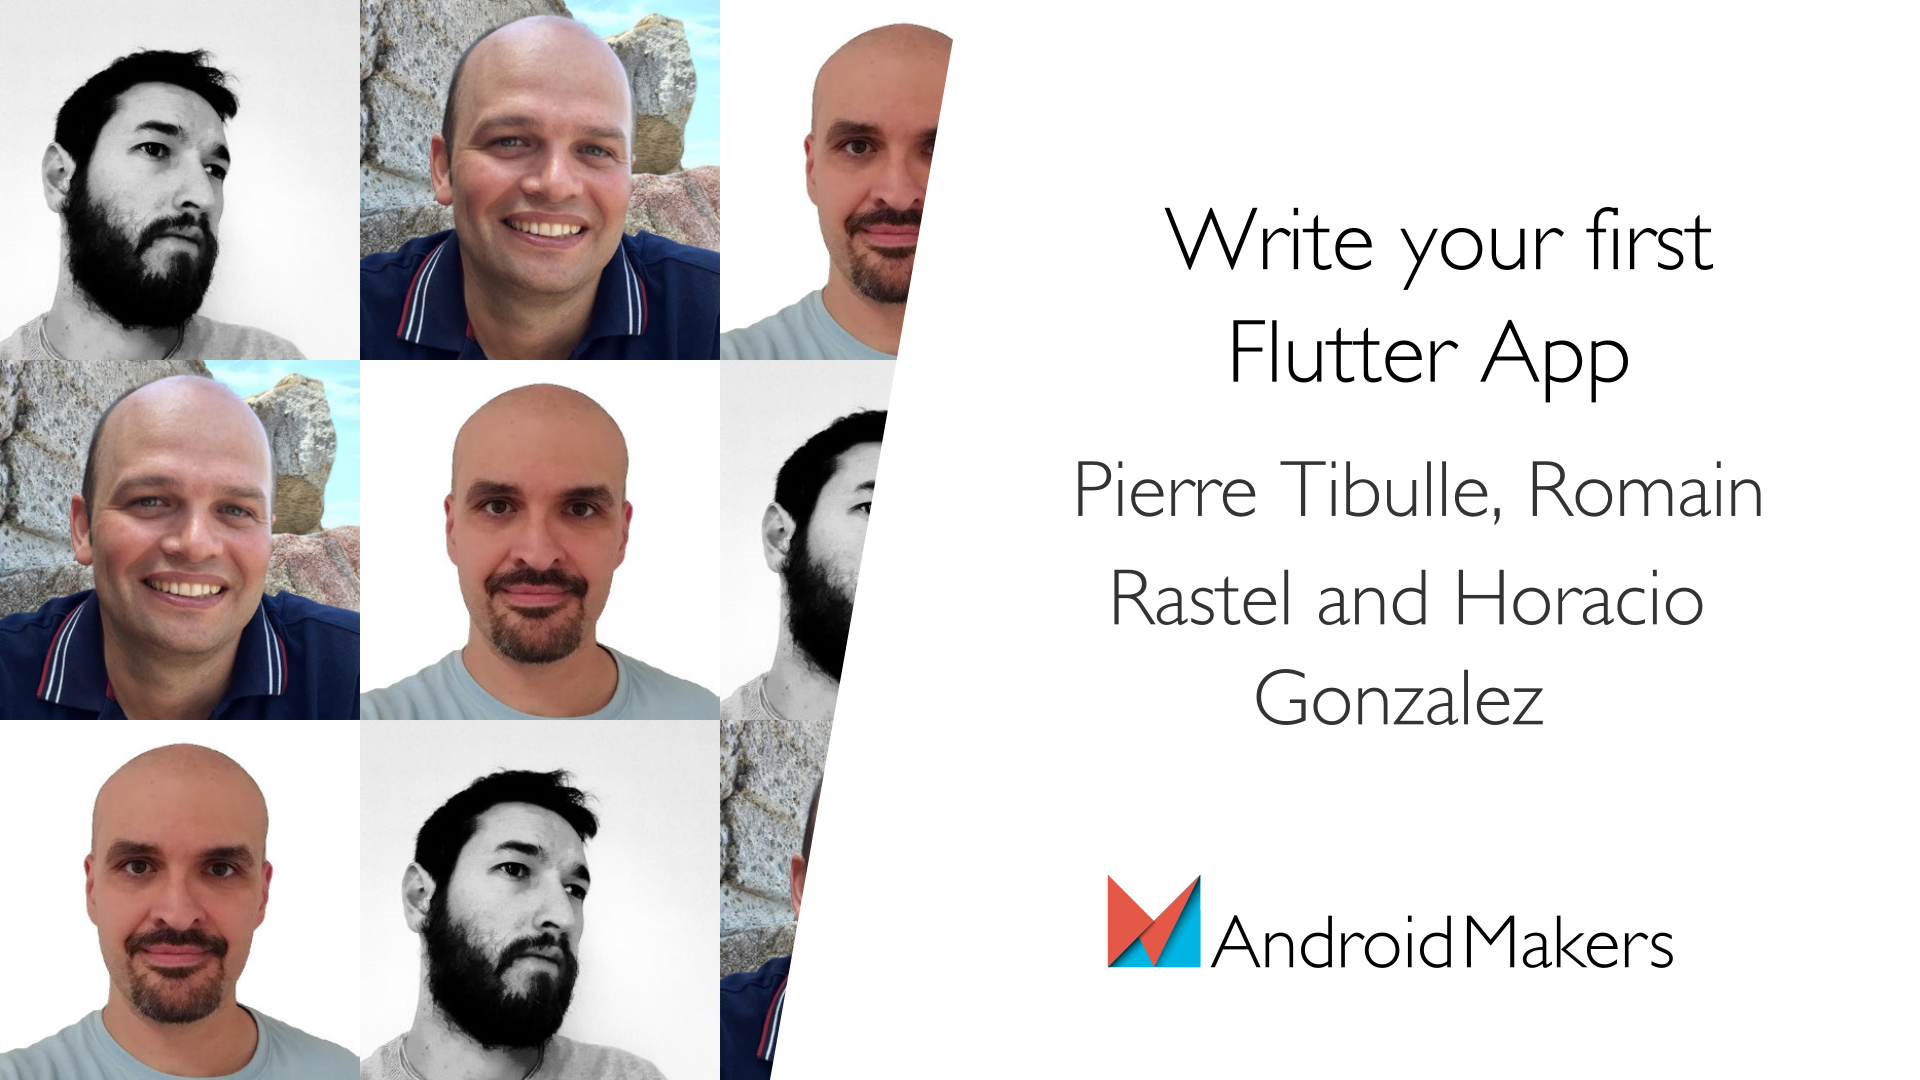 Write your first
Flutter App
Pierre Tibulle, Romain
Rastel and Horacio
Gonzalez
AndroidMakers